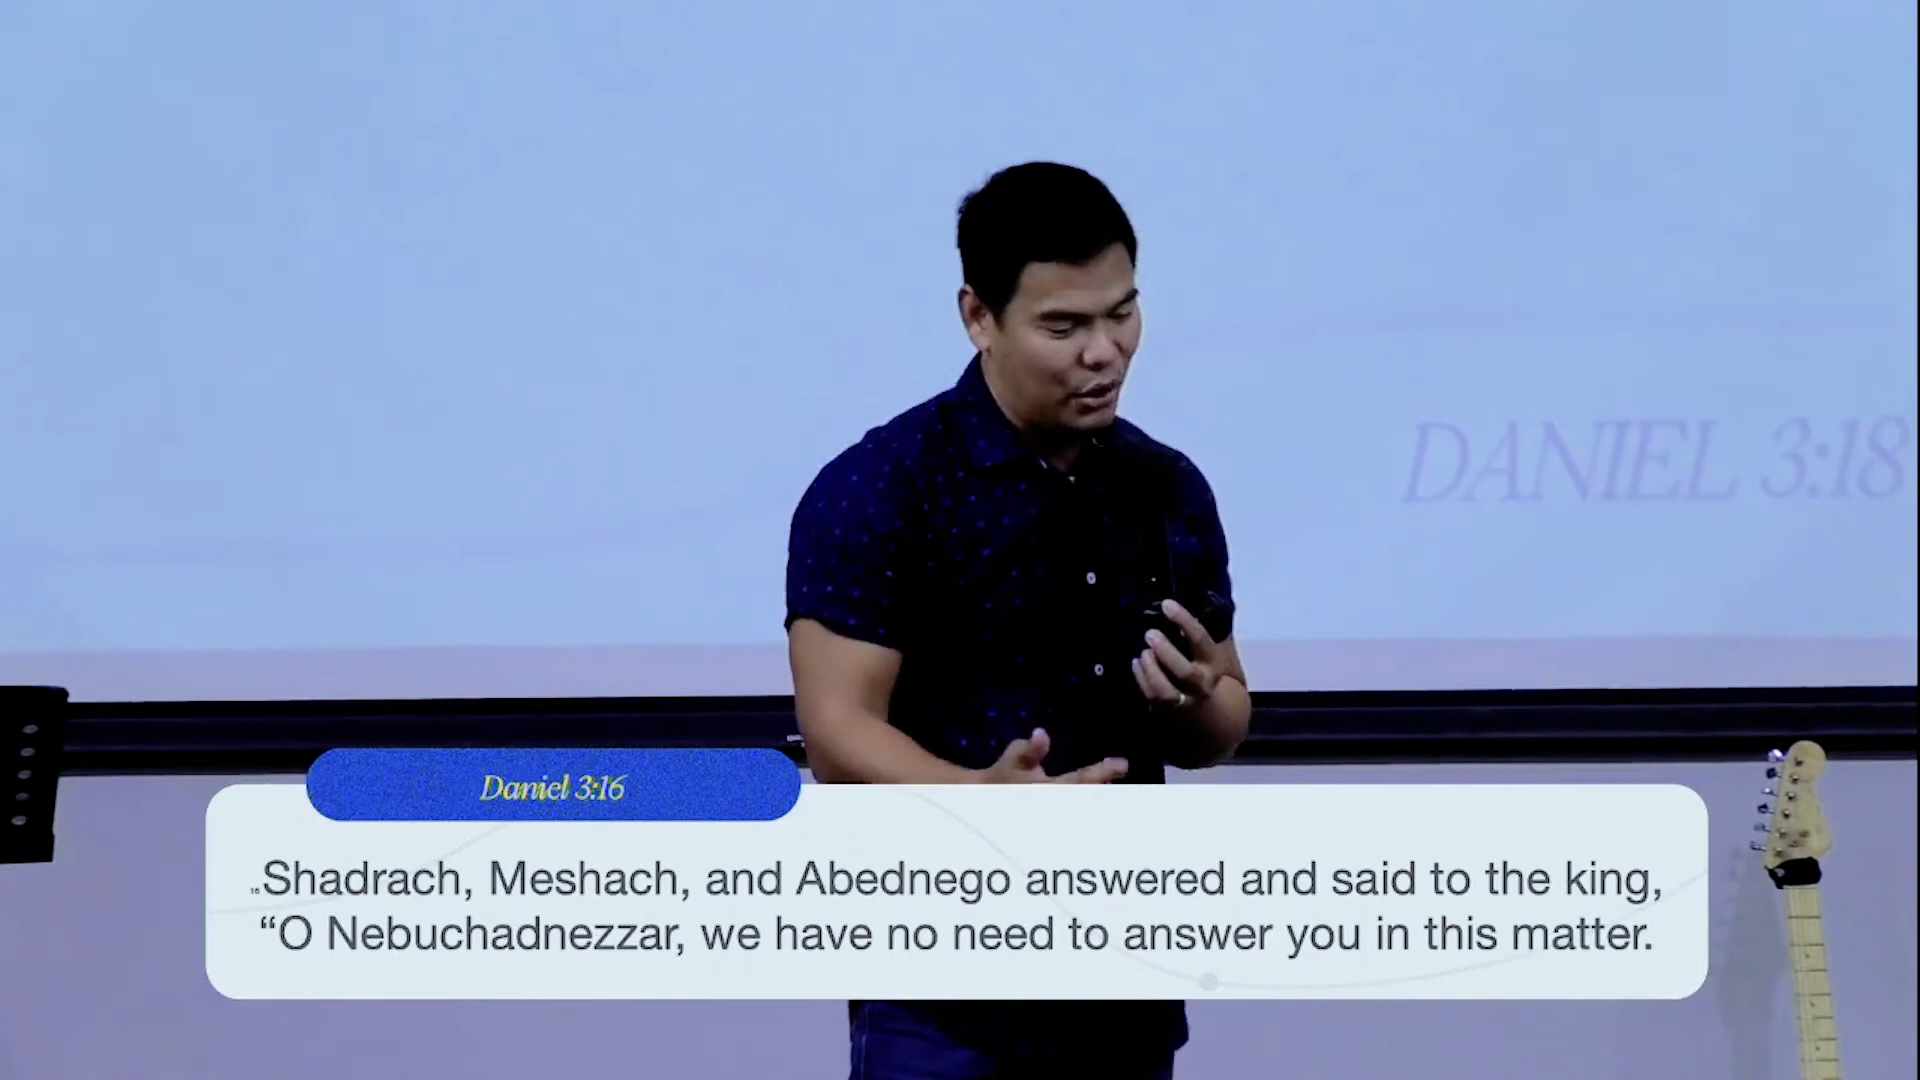 DANIEL 3:18
Daniel 3:16
16 Shadrach, Meshach, and Abednego answered and said to the king,
“O Nebuchadnezzar, we have no need to answer you in this matter.